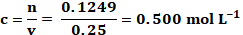 c = n/v = 0.1249/0.25 = 0.500 mol L⁻¹